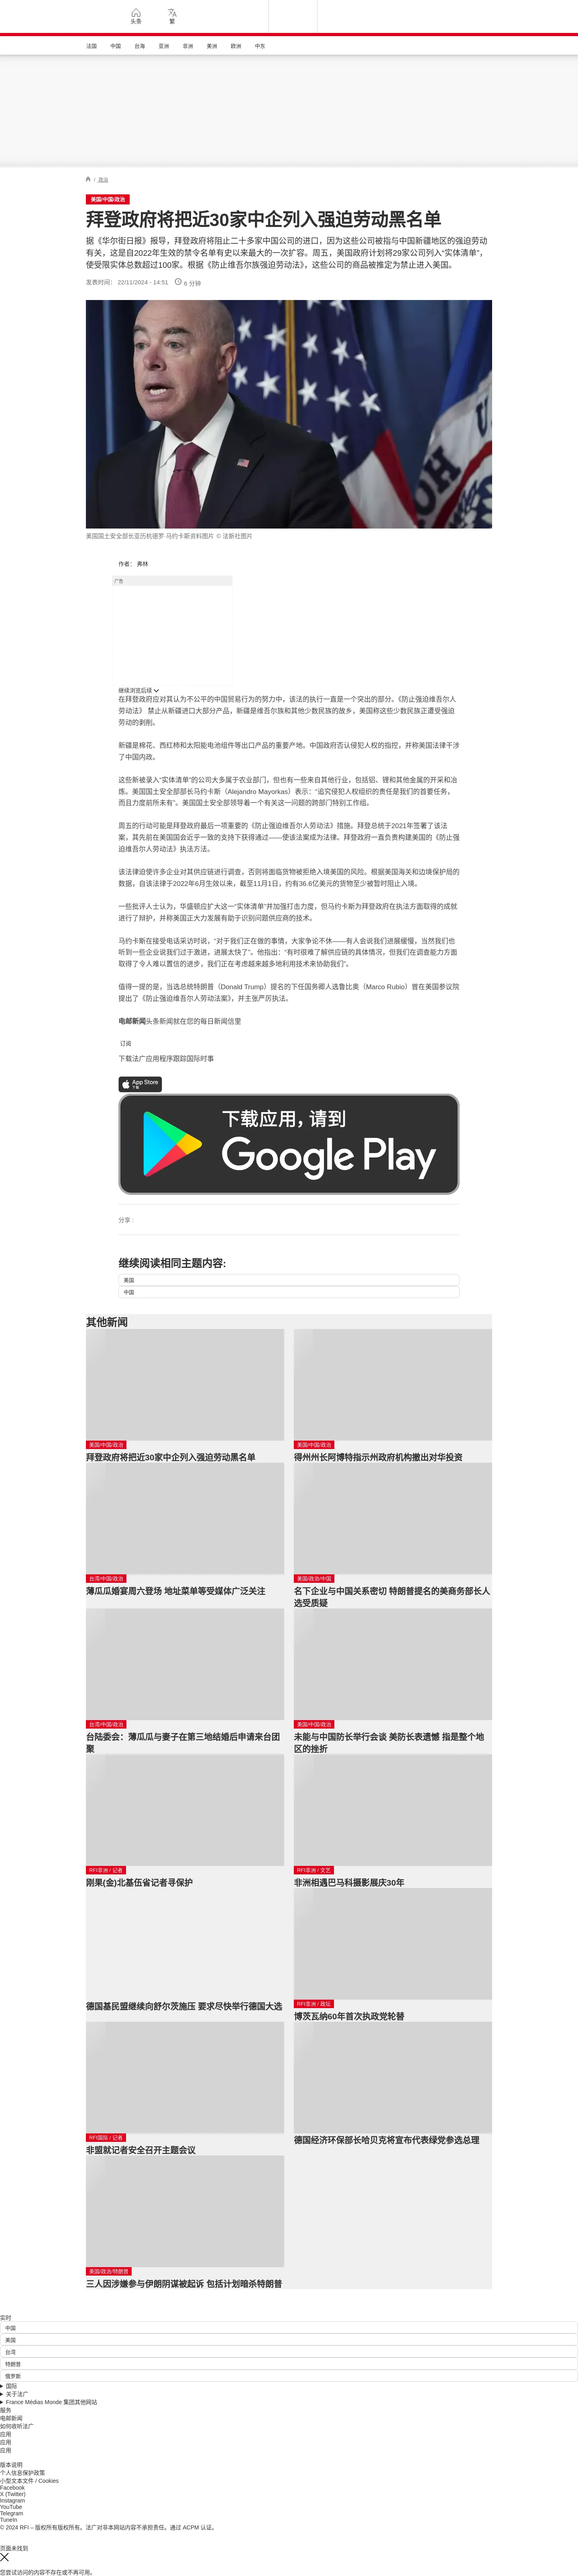 头条
繁
法国 中国 台海 亚洲 非洲 美洲 欧洲 中东
/ 政治
美国/中国/政治
拜登政府将把近30家中企列入强迫劳动黑名单
据《华尔街日报》报导，拜登政府将阻止二十多家中国公司的进口，因为这些公司被指与中国新疆地区的强迫劳动
有关，这是自2022年生效的禁令名单有史以来最大的一次扩容。周五，美国政府计划将29家公司列入“实体清单”，
使受限实体总数超过100家。根据《防止维吾尔族强迫劳动法》，这些公司的商品被推定为禁止进入美国。
发表时间： 22/11/2024 - 14:51 6 分钟
美国国土安全部长亚历杭德罗·马约卡斯资料图片 © 法新社图片
作者： 弗林
广告
继续浏览后续
在拜登政府应对其认为不公平的中国贸易行为的努力中，该法的执行一直是一个突出的部分。《防止强迫维吾尔人
劳动法》 禁止从新疆进口大部分产品，新疆是维吾尔族和其他少数民族的故乡，美国称这些少数民族正遭受强迫
劳动的剥削。
新疆是棉花、西红柿和太阳能电池组件等出口产品的重要产地。中国政府否认侵犯人权的指控，并称美国法律干涉
了中国内政。
这些新被录入“实体清单”的公司大多属于农业部门，但也有一些来自其他行业，包括铝、锂和其他金属的开采和冶
炼。美国国土安全部部长马约卡斯（Alejandro Mayorkas）表示：“追究侵犯人权组织的责任是我们的首要任务，
而且力度前所未有”。美国国土安全部领导着一个有关这一问题的跨部门特别工作组。
周五的行动可能是拜登政府最后一项重要的《防止强迫维吾尔人劳动法》措施。拜登总统于2021年签署了该法
案，其先前在美国国会近乎一致的支持下获得通过——使该法案成为法律。拜登政府一直负责构建美国的《防止强
迫维吾尔人劳动法》执法方法。
该法律迫使许多企业对其供应链进行调查，否则将面临货物被拒绝入境美国的风险。根据美国海关和边境保护局的
数据，自该法律于2022年6月生效以来，截至11月1日，约有36.6亿美元的货物至少被暂时阻止入境。
一些批评人士认为，华盛顿应扩大这一“实体清单”并加强打击力度，但马约卡斯为拜登政府在执法方面取得的成就
进行了辩护，并称美国正大力发展有助于识别问题供应商的技术。
马约卡斯在接受电话采访时说，“对于我们正在做的事情，大家争论不休——有人会说我们进展缓慢，当然我们也
听到一些企业说我们过于激进，进展太快了”。他指出：“有时很难了解供应链的具体情况，但我们在调查能力方面
取得了令人难以置信的进步，我们正在考虑越来越多地利用技术来协助我们”。
值得一提的是，当选总统特朗普（Donald Trump）提名的下任国务卿人选鲁比奥（Marco Rubio）曾在美国参议院
提出了《防止强迫维吾尔人劳动法案》，并主张严厉执法。
电邮新闻头条新闻就在您的每日新闻信里
订阅
下载法广应用程序跟踪国际时事
App Store
下载
下载应用，请到
Google Play
分享 :
继续阅读相同主题内容:
美国
中国
其他新闻
美国/中国/政治
拜登政府将把近30家中企列入强迫劳动黑名单
美国/中国/政治
得州州长阿博特指示州政府机构撤出对华投资
台湾/中国/政治
薄瓜瓜婚宴周六登场 地址菜单等受媒体广泛关注
美国/政治/中国
名下企业与中国关系密切 特朗普提名的美商务部长人
选受质疑
台湾/中国/政治
台陆委会：薄瓜瓜与妻子在第三地结婚后申请来台团
聚
美国/中国/政治
未能与中国防长举行会谈 美防长表遗憾 指是整个地
区的挫折
RFI非洲 / 记者
刚果(金)北基伍省记者寻保护
RFI非洲 / 文艺
非洲相遇巴马科摄影展庆30年
德国基民盟继续向舒尔茨施压 要求尽快举行德国大选
RFI非洲 / 政坛
博茨瓦纳60年首次执政党轮替
RFI国际 / 记者
非盟就记者安全召开主题会议
德国经济环保部长哈贝克将宣布代表绿党参选总理
美国/政治/特朗普
三人因涉嫌参与伊朗阴谋被起诉 包括计划暗杀特朗普
实时
中国
美国
台湾
特朗普
俄罗斯
国际
关于法广
France Médias Monde 集团其他网站
服务
电邮新闻
如何收听法广
应用
应用
应用
版本说明
个人信息保护政策
小型文本文件 / Cookies
Facebook
X (Twitter)
Instagram
YouTube
Telegram
TuneIn
© 2024 RFI – 版权所有版权所有。法广对非本网站内容不承担责任。通过 ACPM 认证。
页面未找到
您尝试访问的内容不存在或不再可用。